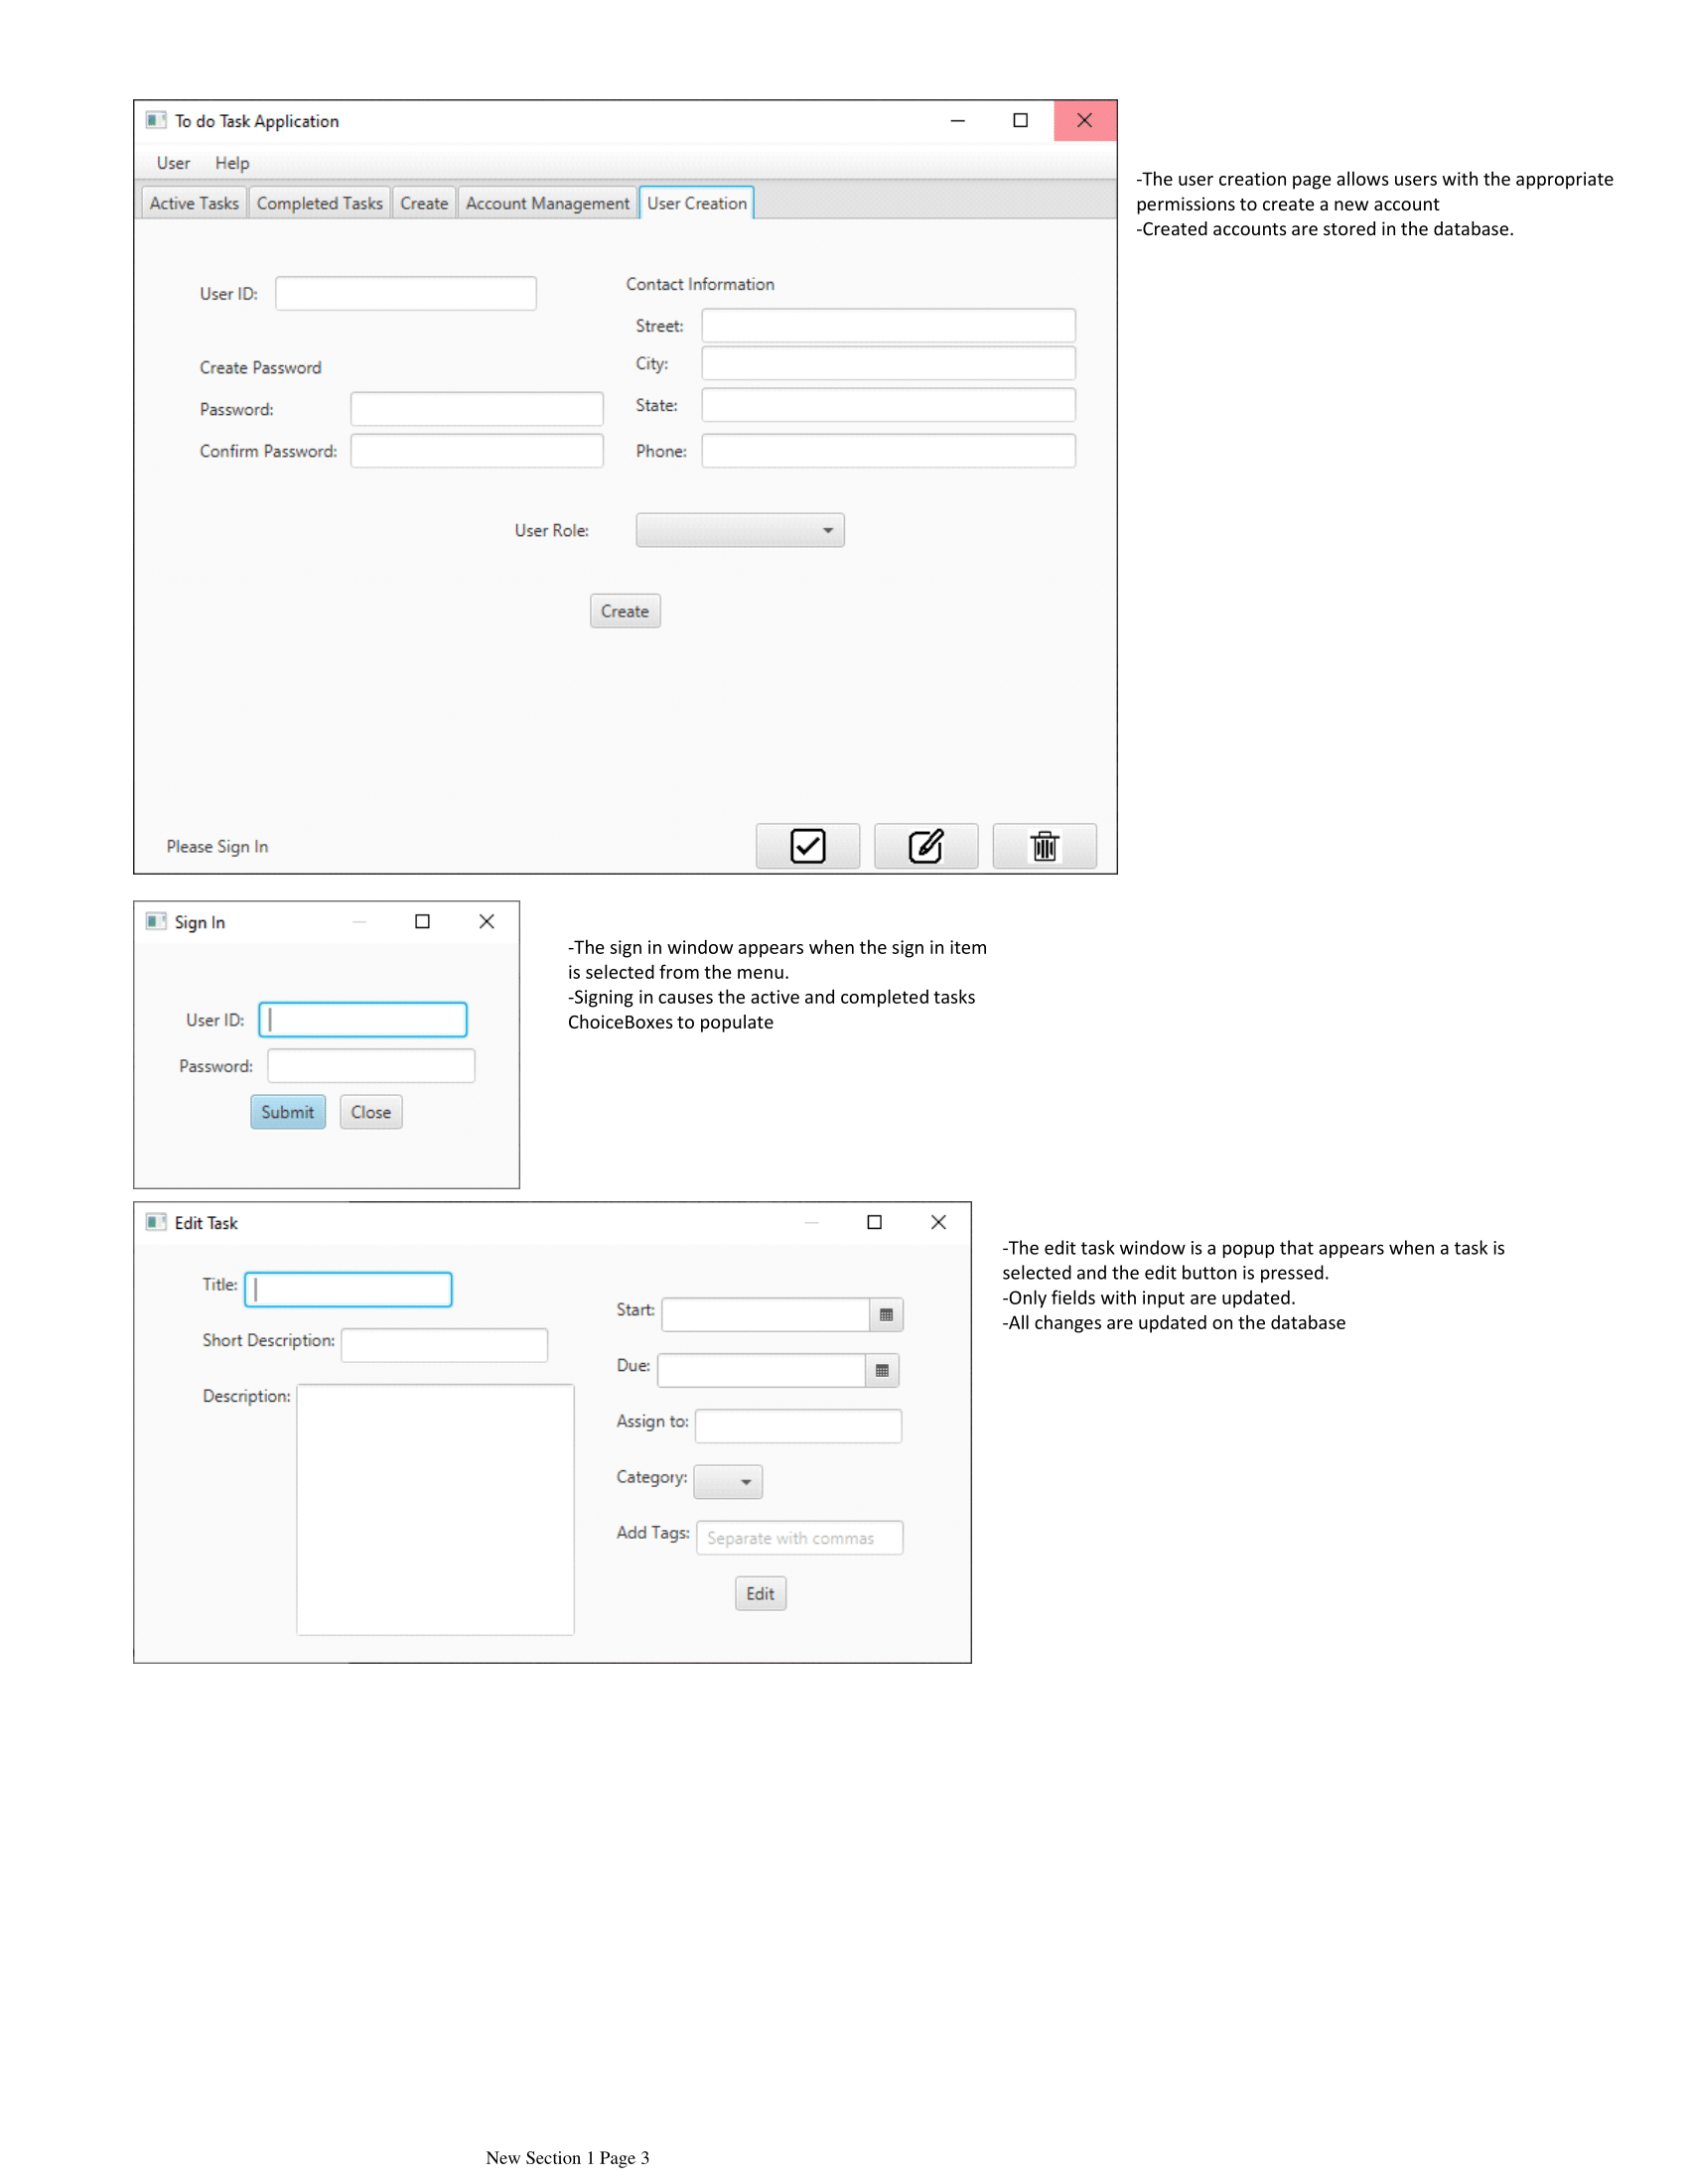 To do Task Application
User Help
Active Tasks Completed Tasks Create Account Management User Creation
-The user creation page allows users with the appropriate
permissions to create a new account
-Created accounts are stored in the database.
User ID:
Create Password
Password:
Confirm Password:
Contact Information
Street:
City:
State:
Phone:
User Role:
Create
Please Sign In
Sign In
User ID:
Password:
Submit Close
-The sign in window appears when the sign in item
is selected from the menu.
-Signing in causes the active and completed tasks
ChoiceBoxes to populate
Edit Task
Title:
Short Description:
Description:
Start:
Due:
Assign to:
Category:
Add Tags: Separate with commas
Edit
-The edit task window is a popup that appears when a task is
selected and the edit button is pressed.
-Only fields with input are updated.
-All changes are updated on the database
New Section 1 Page 3